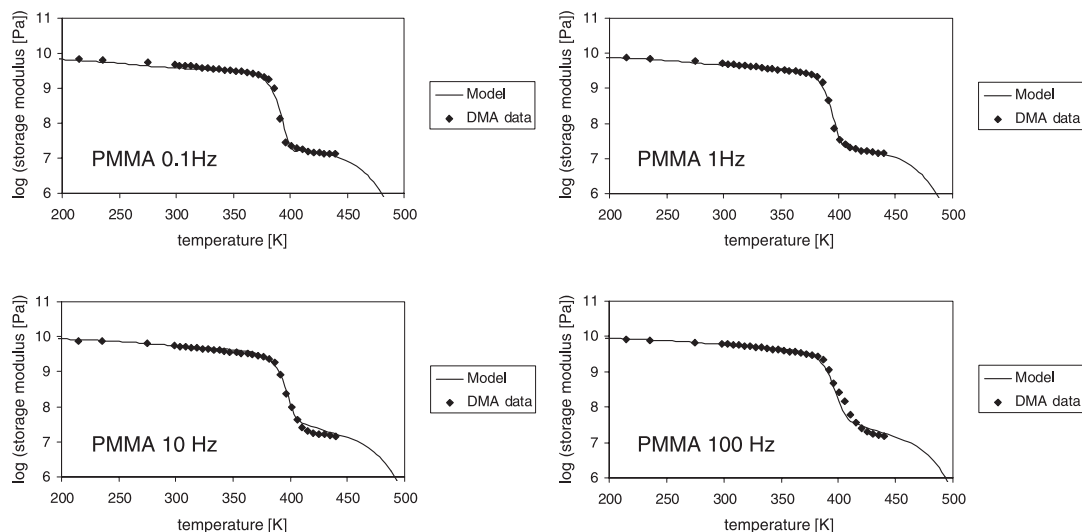 log (storage modulus [Pa])
11
10
9
8
7
6
200 250 300 350 400 450 500
temperature [K]
PMMA 0.1Hz
Model
DMA data
log (storage modulus [Pa])
11
10
9
8
7
6
200 250 300 350 400 450 500
temperature [K]
PMMA 1Hz
Model
DMA data
log (storage modulus [Pa])
11
10
9
8
7
6
200 250 300 350 400 450 500
temperature [K]
PMMA 10 Hz
Model
DMA data
log (storage modulus [Pa])
11
10
9
8
7
6
200 250 300 350 400 450 500
temperature [K]
PMMA 100 Hz
Model
DMA data